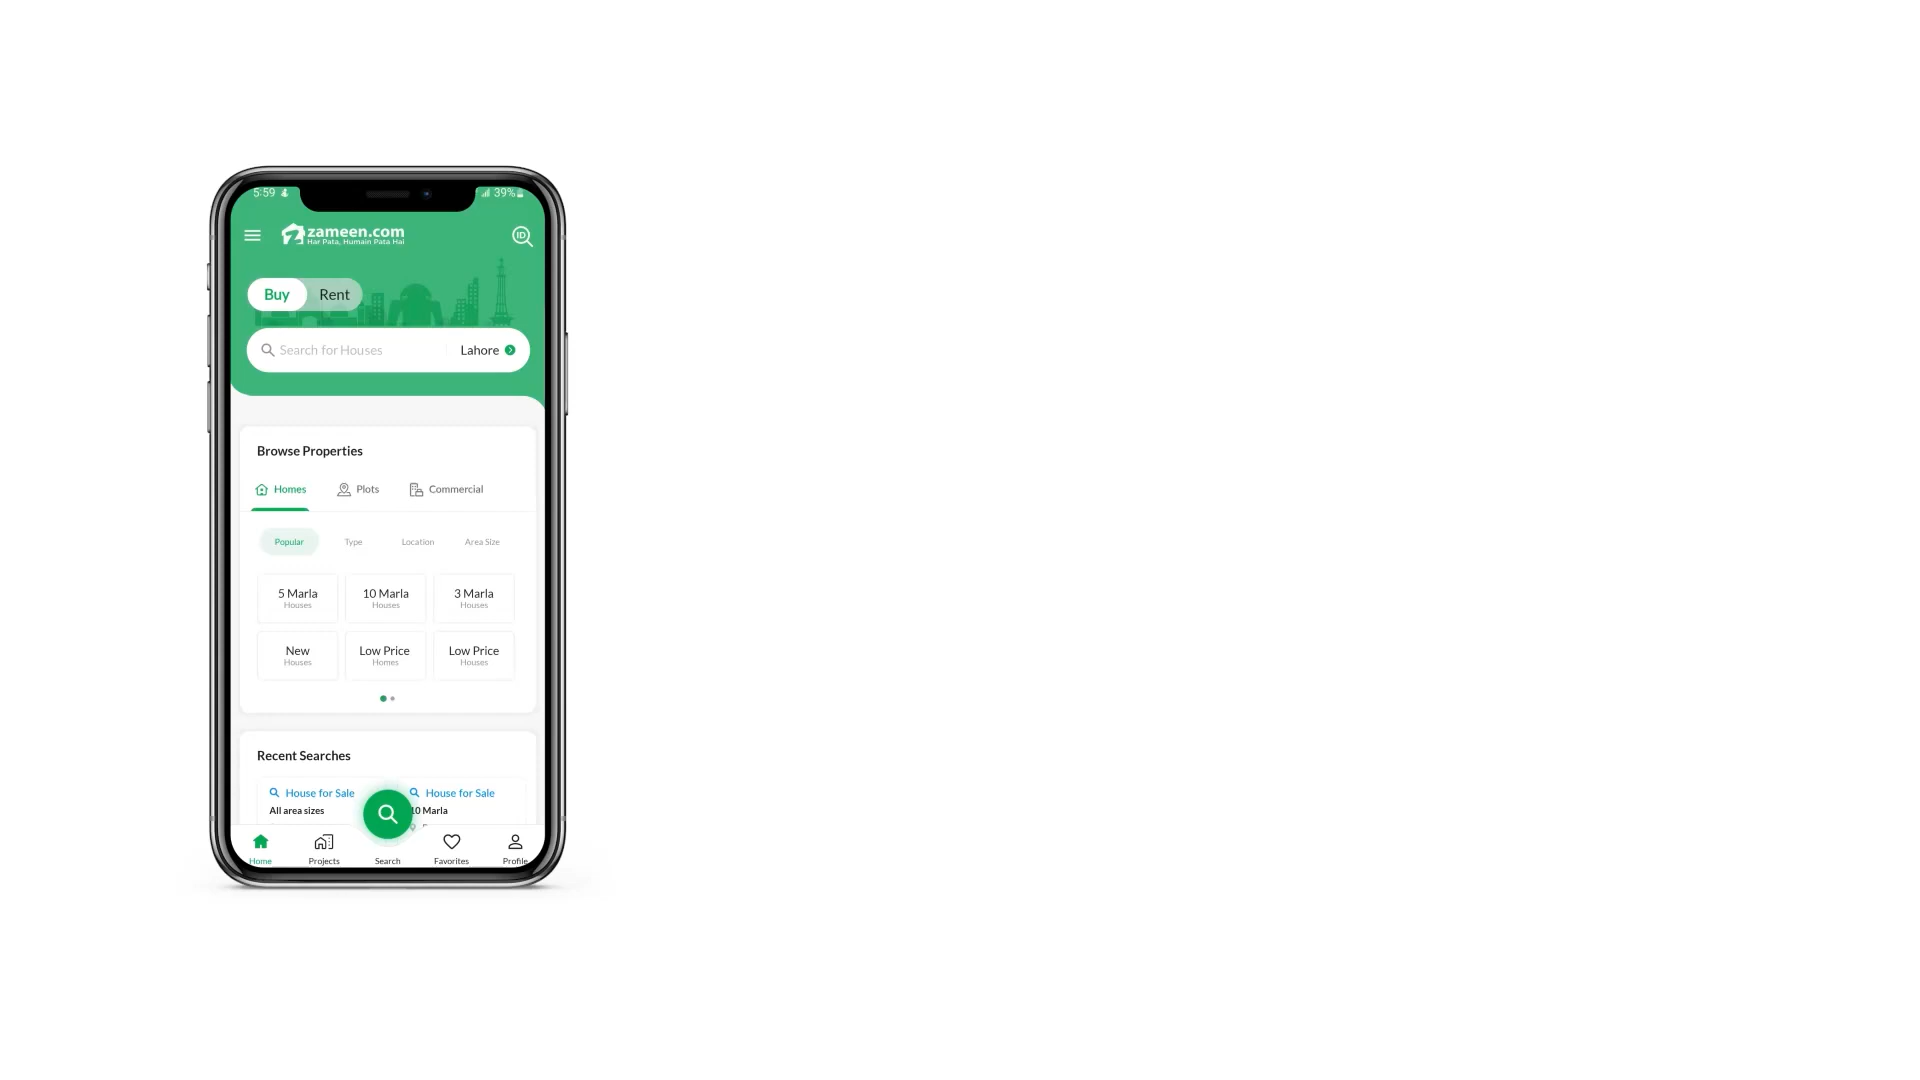 5:59 39%
zameen.com
Har Pata, Humain Pata Hai
ID
Buy Rent
Search for Houses Lahore
Browse Properties
Homes Plots Commercial
Popular Type Location Area Size
5 Marla 10 Marla 3 Marla
Houses Houses Houses
New Low Price Low Price
Houses Homes Houses
Recent Searches
House for Sale House for Sale
All area sizes 10 Marla
Home Projects Search Favorites Profile